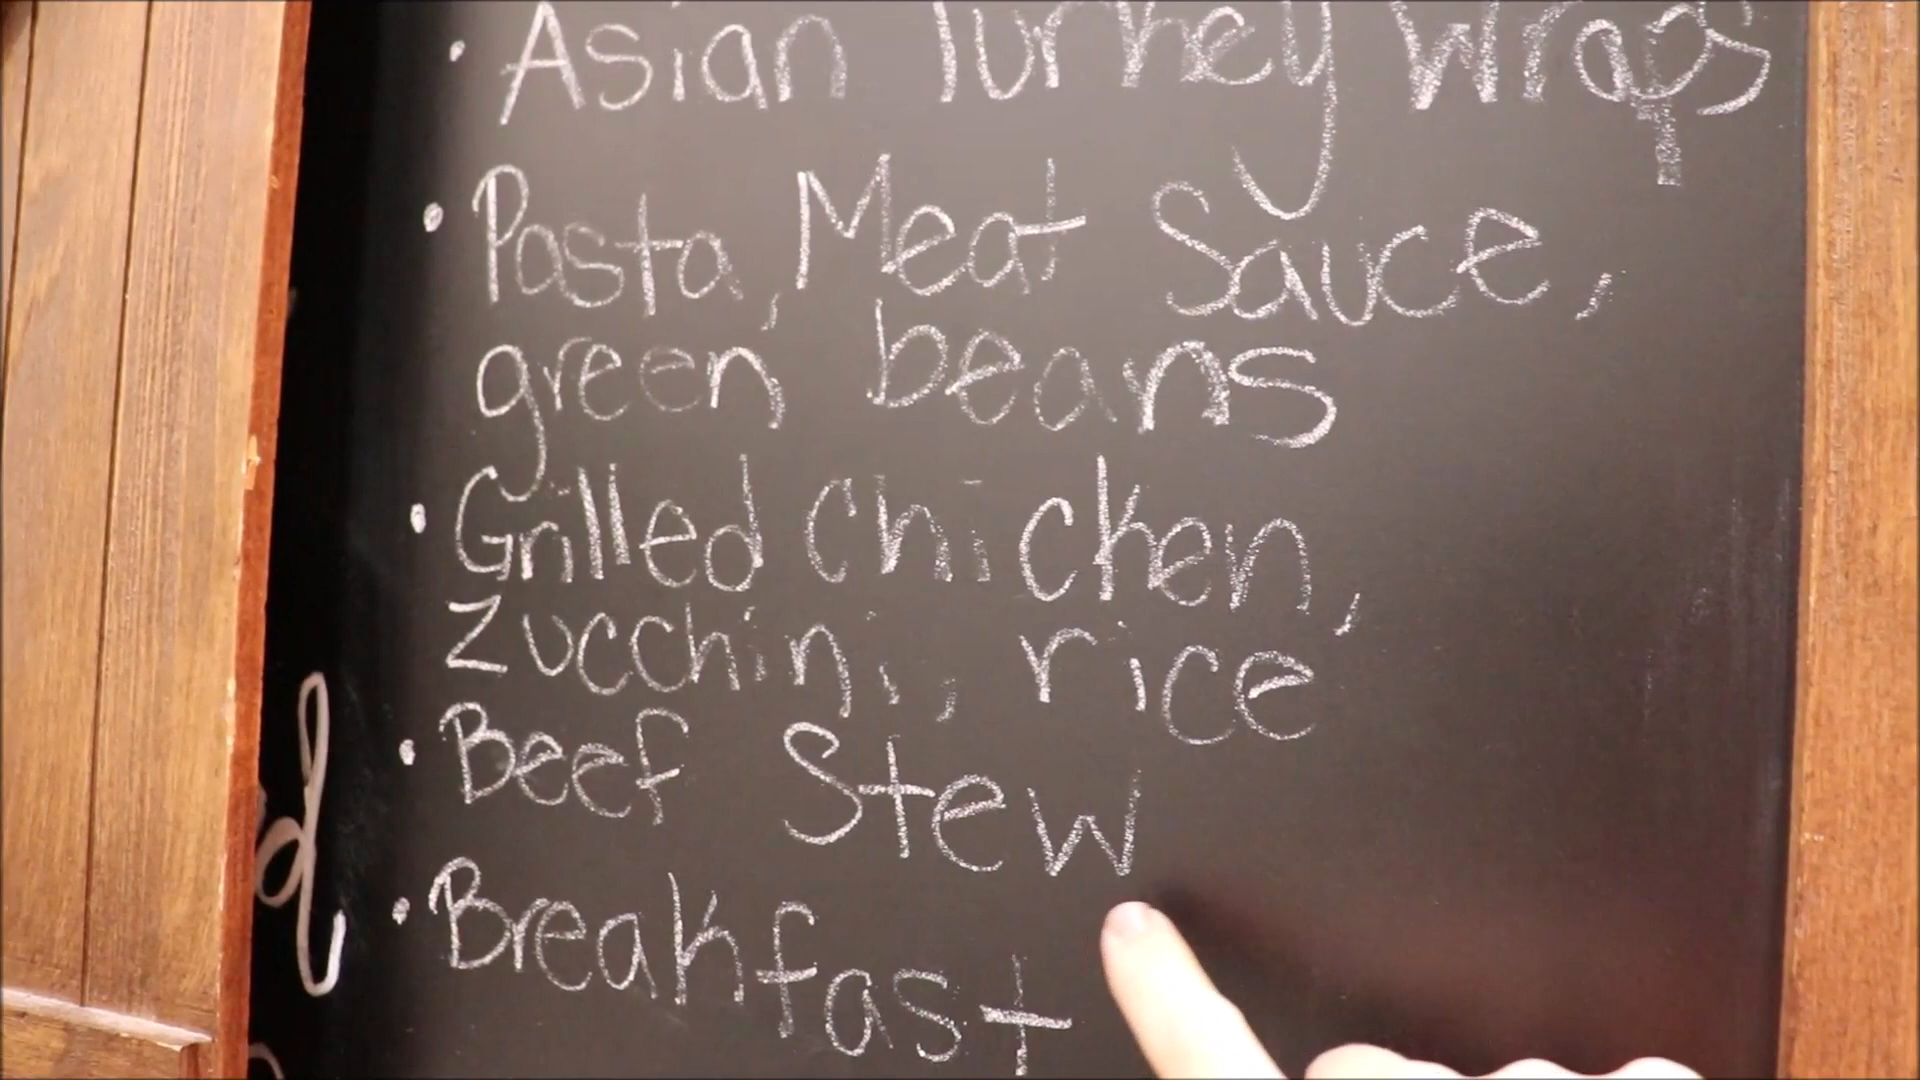 • Asian Turkey Wraps
• Pasta, Meat Sauce,
green beans
• Grilled Chicken,
Zucchini, rice
• Beef Stew
• Breakfast
d